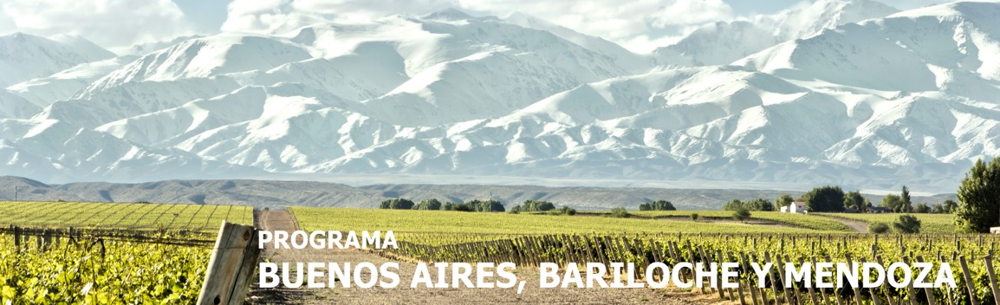 PROGRAMA
BUENOS AIRES, BARILOCHE Y MENDOZA